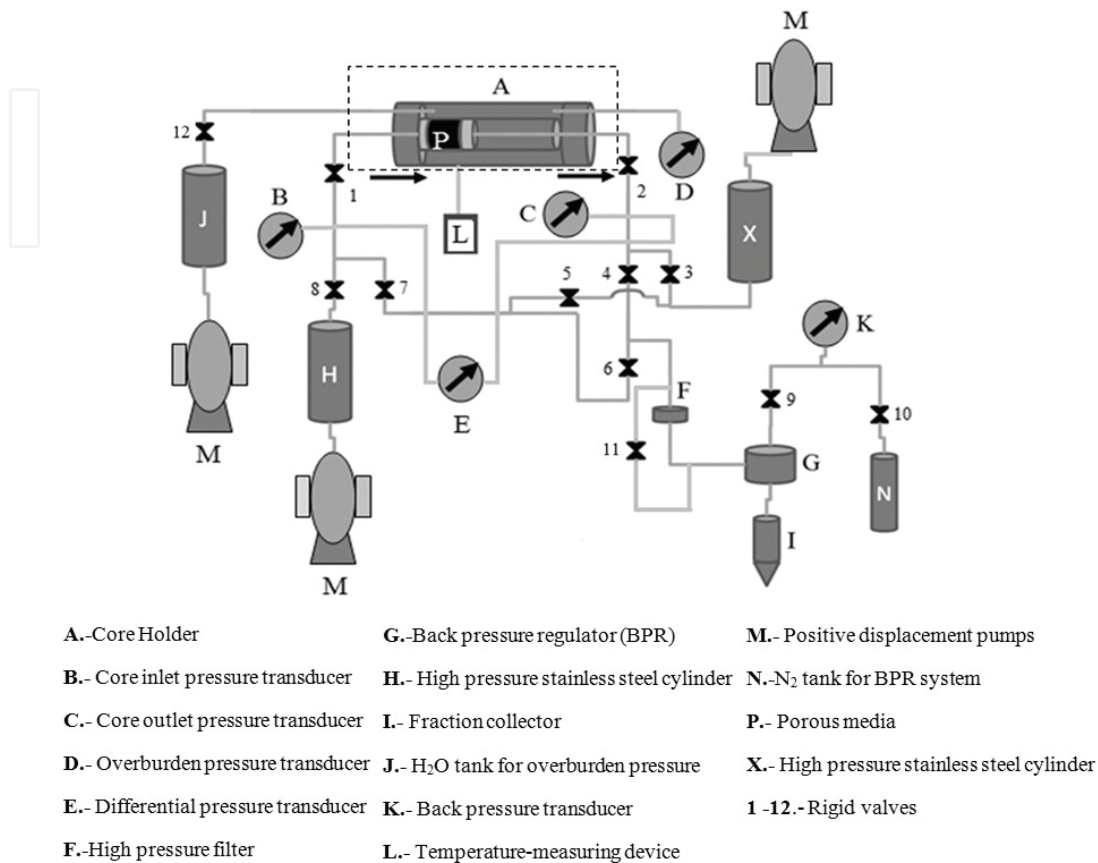 M
A
12
P
D
1
2
B
C
J
L
X
5
4
3
8
7
K
H
6
F
9
10
E
M
11
G
N
I
M
A.-Core Holder
G.-Back pressure regulator (BPR)
M.- Positive displacement pumps
B.- Core inlet pressure transducer
H.- High pressure stainless steel cylinder
N.-N₂ tank for BPR system
C.- Core outlet pressure transducer
I.- Fraction collector
P.- Porous media
D.- Overburden pressure transducer
J.- H₂O tank for overburden pressure
X.- High pressure stainless steel cylinder
E.- Differential pressure transducer
K.- Back pressure transducer
1 -12.- Rigid valves
F.-High pressure filter
L.- Temperature-measuring device